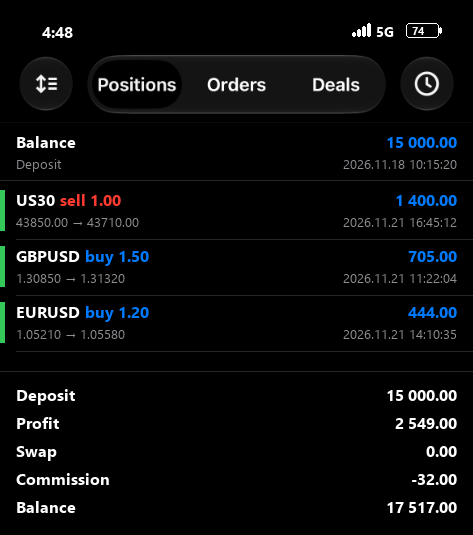 4:48 5G 74
Positions Orders Deals
Balance 15 000.00
Deposit 2026.11.18 10:15:20
US30 sell 1.00 1 400.00
43850.00 → 43710.00 2026.11.21 16:45:12
GBPUSD buy 1.50 705.00
1.30850 → 1.31320 2026.11.21 11:22:04
EURUSD buy 1.20 444.00
1.05210 → 1.05580 2026.11.21 14:10:35
Deposit 15 000.00
Profit 2 549.00
Swap 0.00
Commission -32.00
Balance 17 517.00